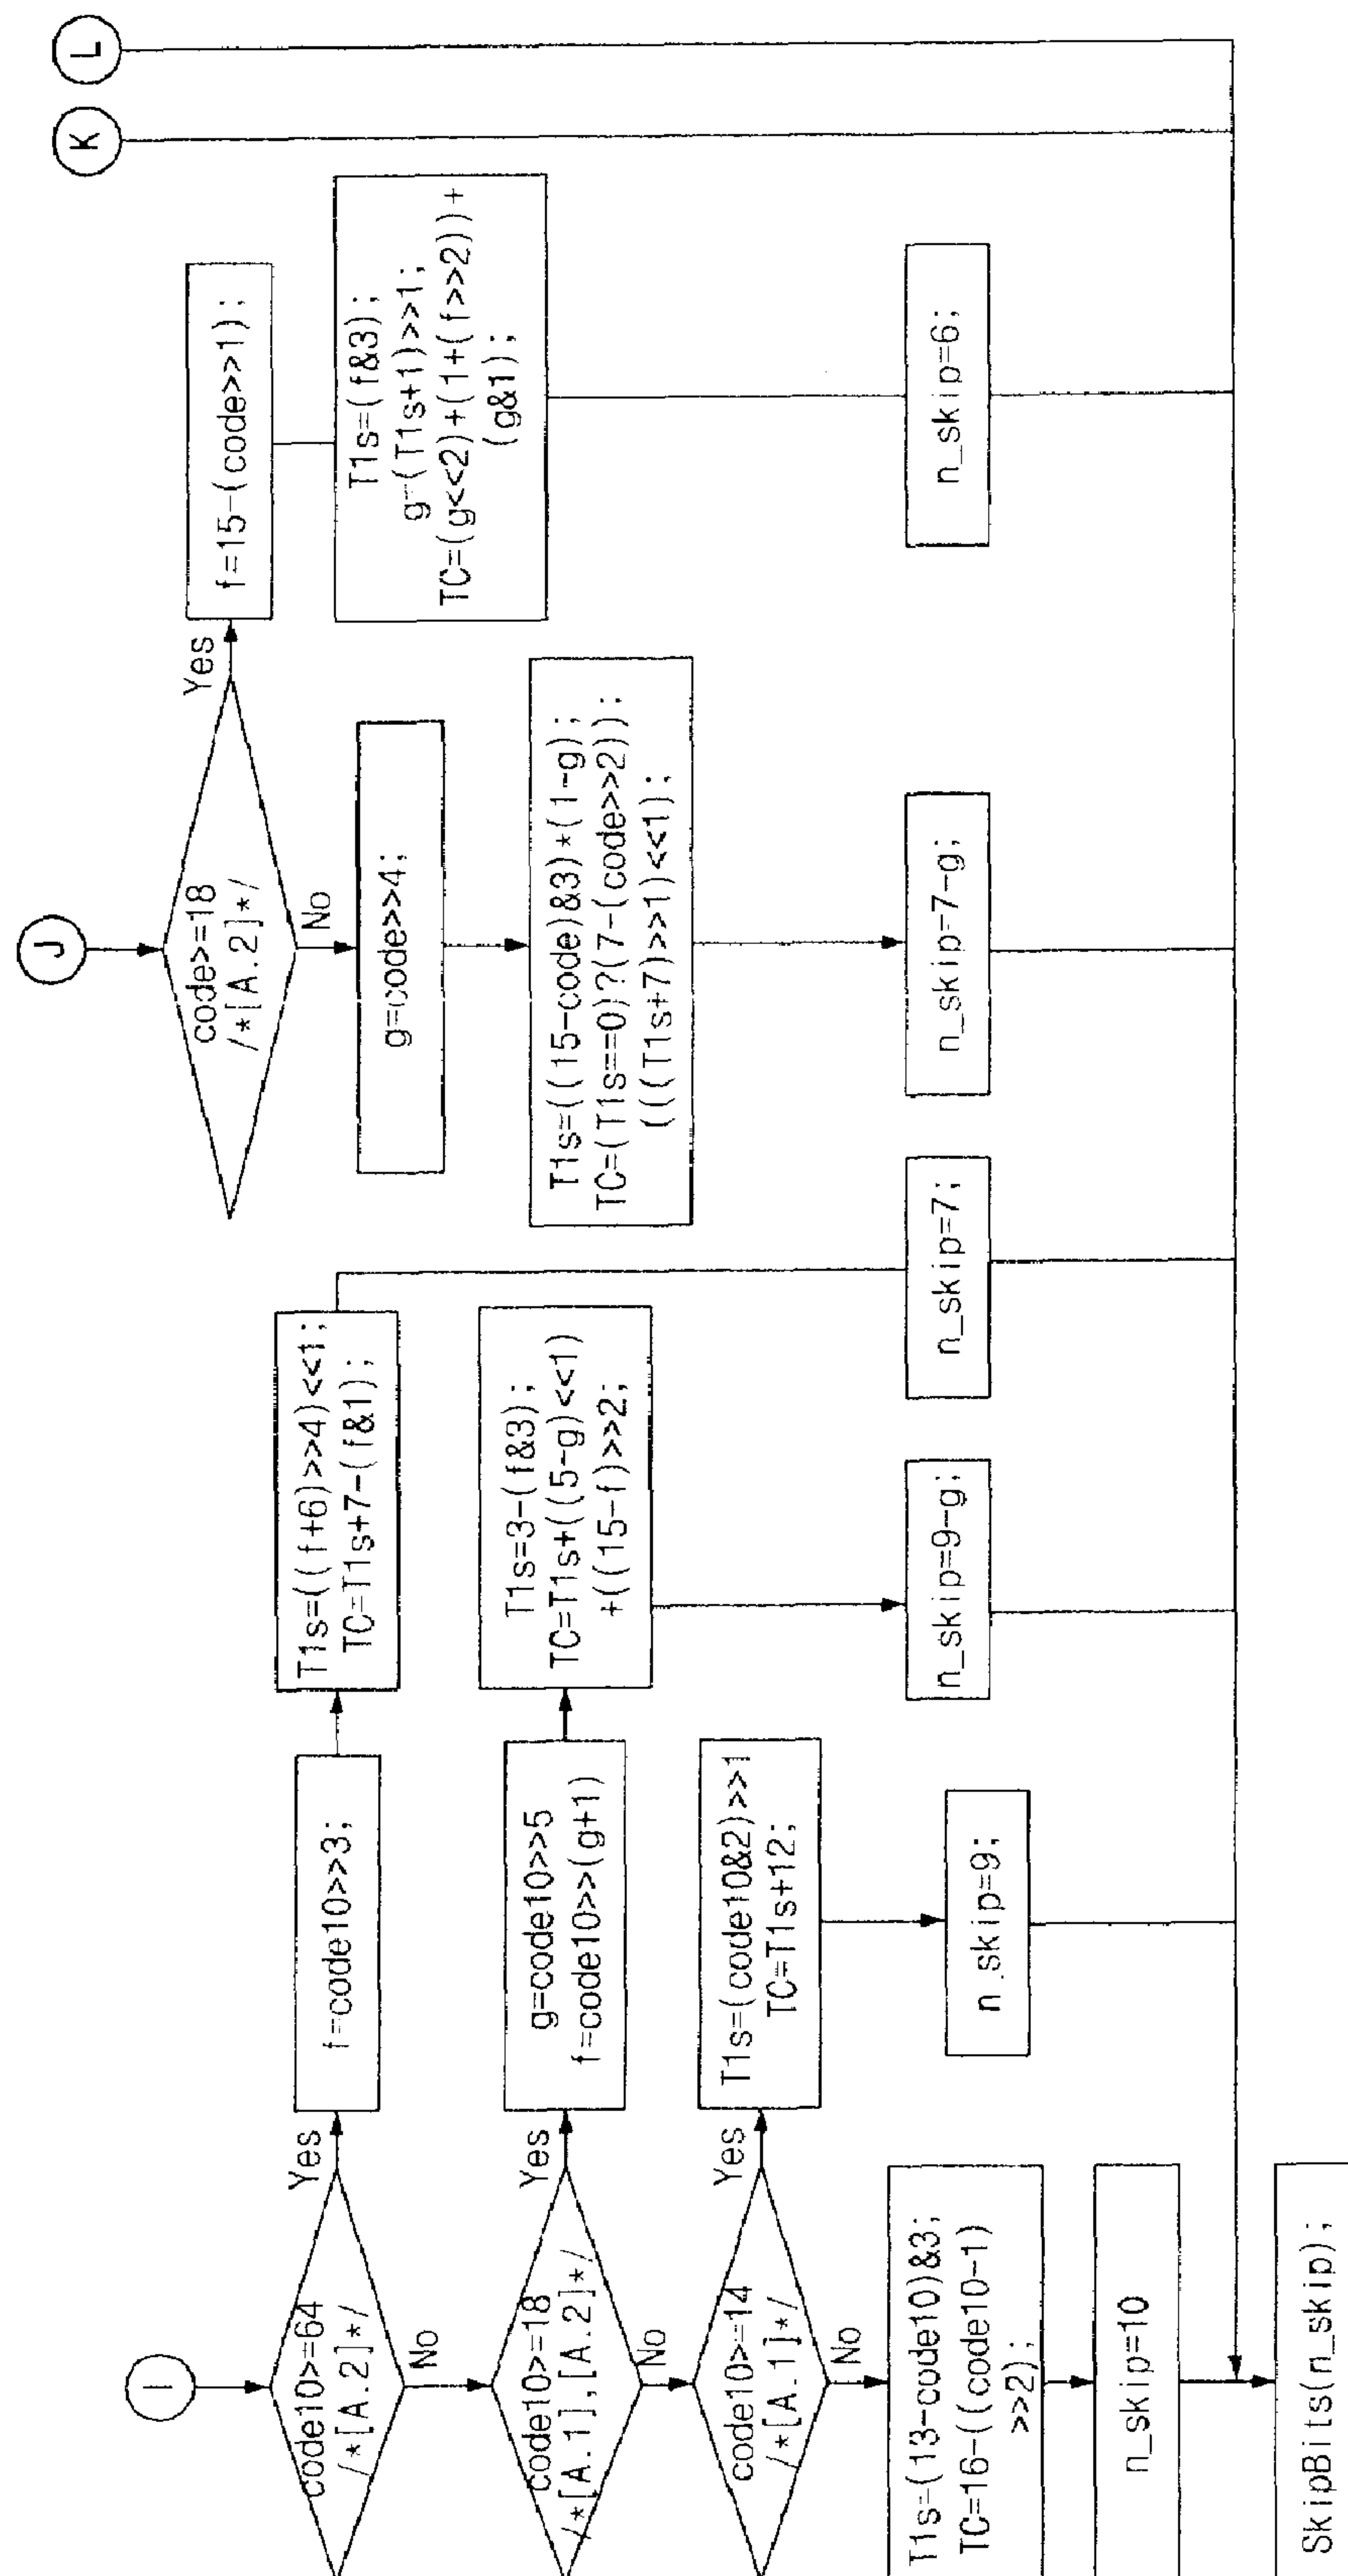 I
code10>=64
/*[A.2]*/
Yes
No
f=code10>>3;
T1s=((f+6)>>4)<<1;
TC=T1s+7-(f&1);
n_skip=7;
code10>=18
/*[A.1],[A.2]*/
Yes
No
g=code10>>5
f=code10>>(g+1)
T1s=3-(f&3);
TC=T1s+((5-g)<<1)
+((15-f)>>2;
n_skip=9-g;
code10>=14
/*[A.1]*/
Yes
No
T1s=(code10&2)>>1
TC=T1s+12;
n_skip=9;
T1s=(13-code10)&3;
TC=16-((code10-1)
>>2);
n_skip=10
SkipBits(n_skip);
J
code>=18
/*[A.2]*/
Yes
No
f=15-(code>>1);
T1s=(f&3);
g=(T1s+1)>>1;
TC=(g<<2)+(1+(f>>2))+
(g&1);
n_skip=6;
g=code>>4;
T1s=((15-code)&3)*(1-g);
TC=(T1s==0)?(7-(code>>2)):
(((T1s+7)>>1)<<1);
n_skip=7-g;
K
L